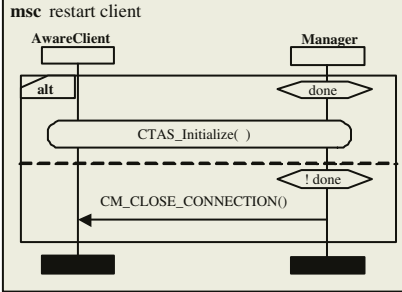 msc restart client
AwareClient Manager
alt done
CTAS_Initialize( )
! done
CM_CLOSE_CONNECTION()